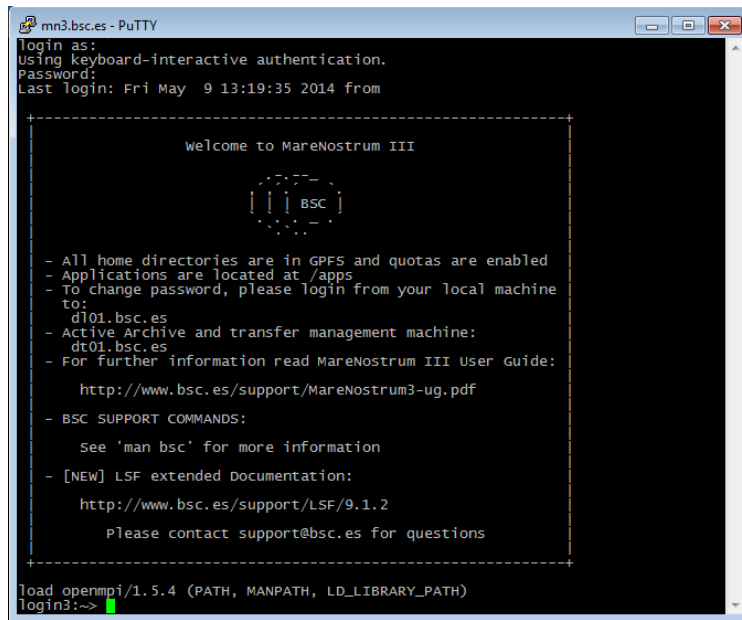 mn3.bsc.es - PuTTY
login as:
Using keyboard-interactive authentication.
Password:
Last login: Fri May  9 13:19:35 2014 from
Welcome to MareNostrum III
BSC
- All home directories are in GPFS and quotas are enabled
- Applications are located at /apps
- To change password, please login from your local machine
to:
dl01.bsc.es
- Active Archive and transfer management machine:
dt01.bsc.es
- For further information read MareNostrum III User Guide:
http://www.bsc.es/support/MareNostrum3-ug.pdf
- BSC SUPPORT COMMANDS:
See 'man bsc' for more information
- [NEW] LSF extended Documentation:
http://www.bsc.es/support/LSF/9.1.2
Please contact support@bsc.es for questions
load openmpi/1.5.4 (PATH, MANPATH, LD_LIBRARY_PATH)
login3:~>